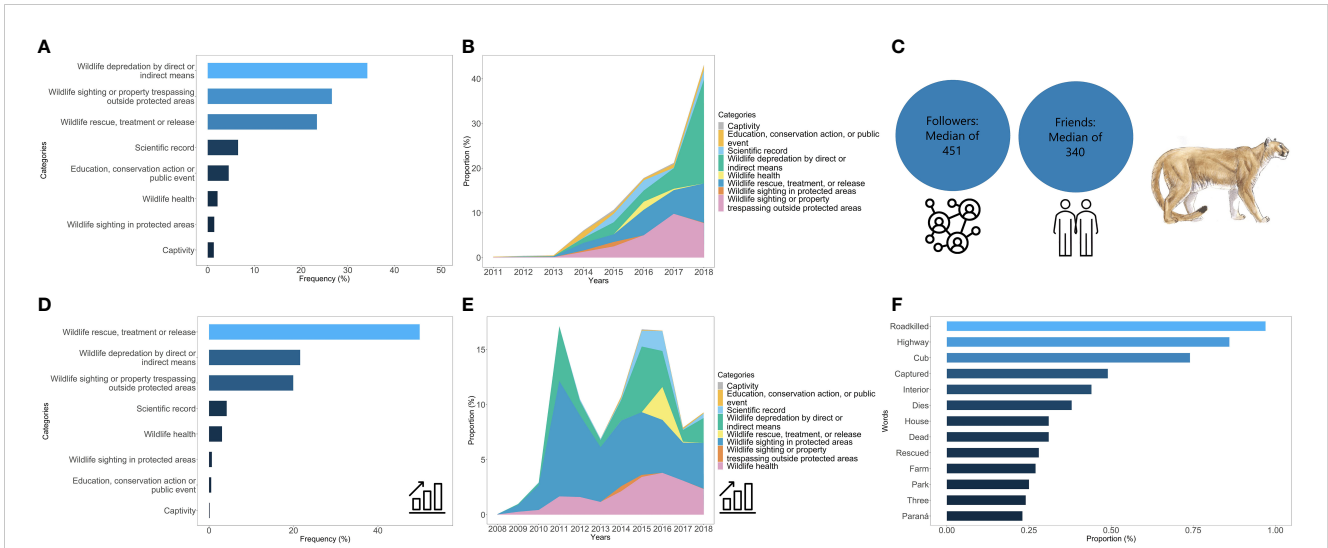 A
Wildlife depredation by direct or
indirect means
Wildlife sighting or property trespassing
outside protected areas
Wildlife rescue, treatment or release
Scientific record
Education, conservation action or
public event
Wildlife health
Wildlife sighting in protected areas
Captivity
Categories
0 10 20 30 40 50
Frequency (%)
B
40
30
20
10
0
Proportion (%)
2011 2012 2013 2014 2015 2016 2017 2018
Years
Categories
Captivity
Education, conservation action, or public
event
Scientific record
Wildlife depredation by direct or
indirect means
Wildlife health
Wildlife rescue, treatment, or release
Wildlife sighting in protected areas
Wildlife sighting or property
trespassing outside protected areas
C
Followers:
Median of
451
Friends:
Median of
340
D
Wildlife rescue, treatment or release
Wildlife depredation by direct or
indirect means
Wildlife sighting or property trespassing
outside protected areas
Scientific record
Wildlife health
Wildlife sighting in protected areas
Education, conservation action or
public event
Captivity
Categories
0 20 40
Frequency (%)
E
15
10
5
0
Proportion (%)
2008 2009 2010 2011 2012 2013 2014 2015 2016 2017 2018
Years
Categories
Captivity
Education, conservation action, or public
event
Scientific record
Wildlife depredation by direct or
indirect means
Wildlife rescue, treatment, or release
Wildlife sighting in protected areas
Wildlife sighting or property
trespassing outside protected areas
Wildlife health
F
Roadkilled
Highway
Cub
Captured
Interior
Dies
House
Dead
Rescued
Farm
Park
Three
Paraná
Words
0.00 0.25 0.50 0.75 1.00
Proportion (%)